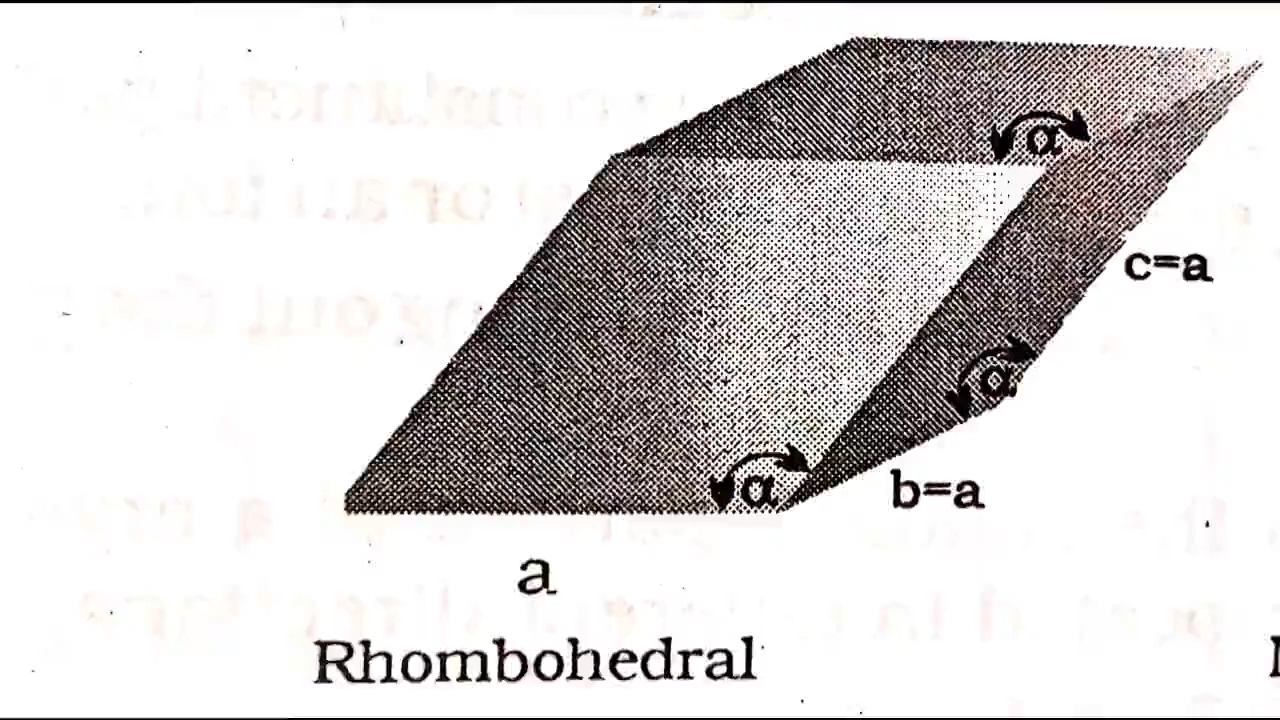 α
c=a
α
α
b=a
a
Rhombohedral